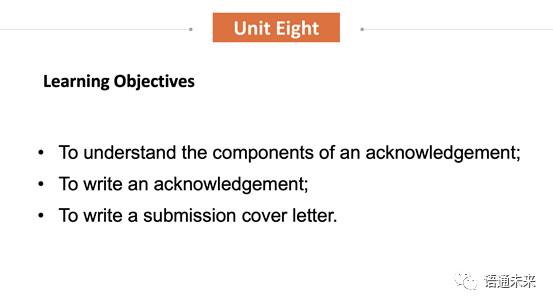 Unit Eight
Learning Objectives
• To understand the components of an acknowledgement;
• To write an acknowledgement;
• To write a submission cover letter.
语通未来